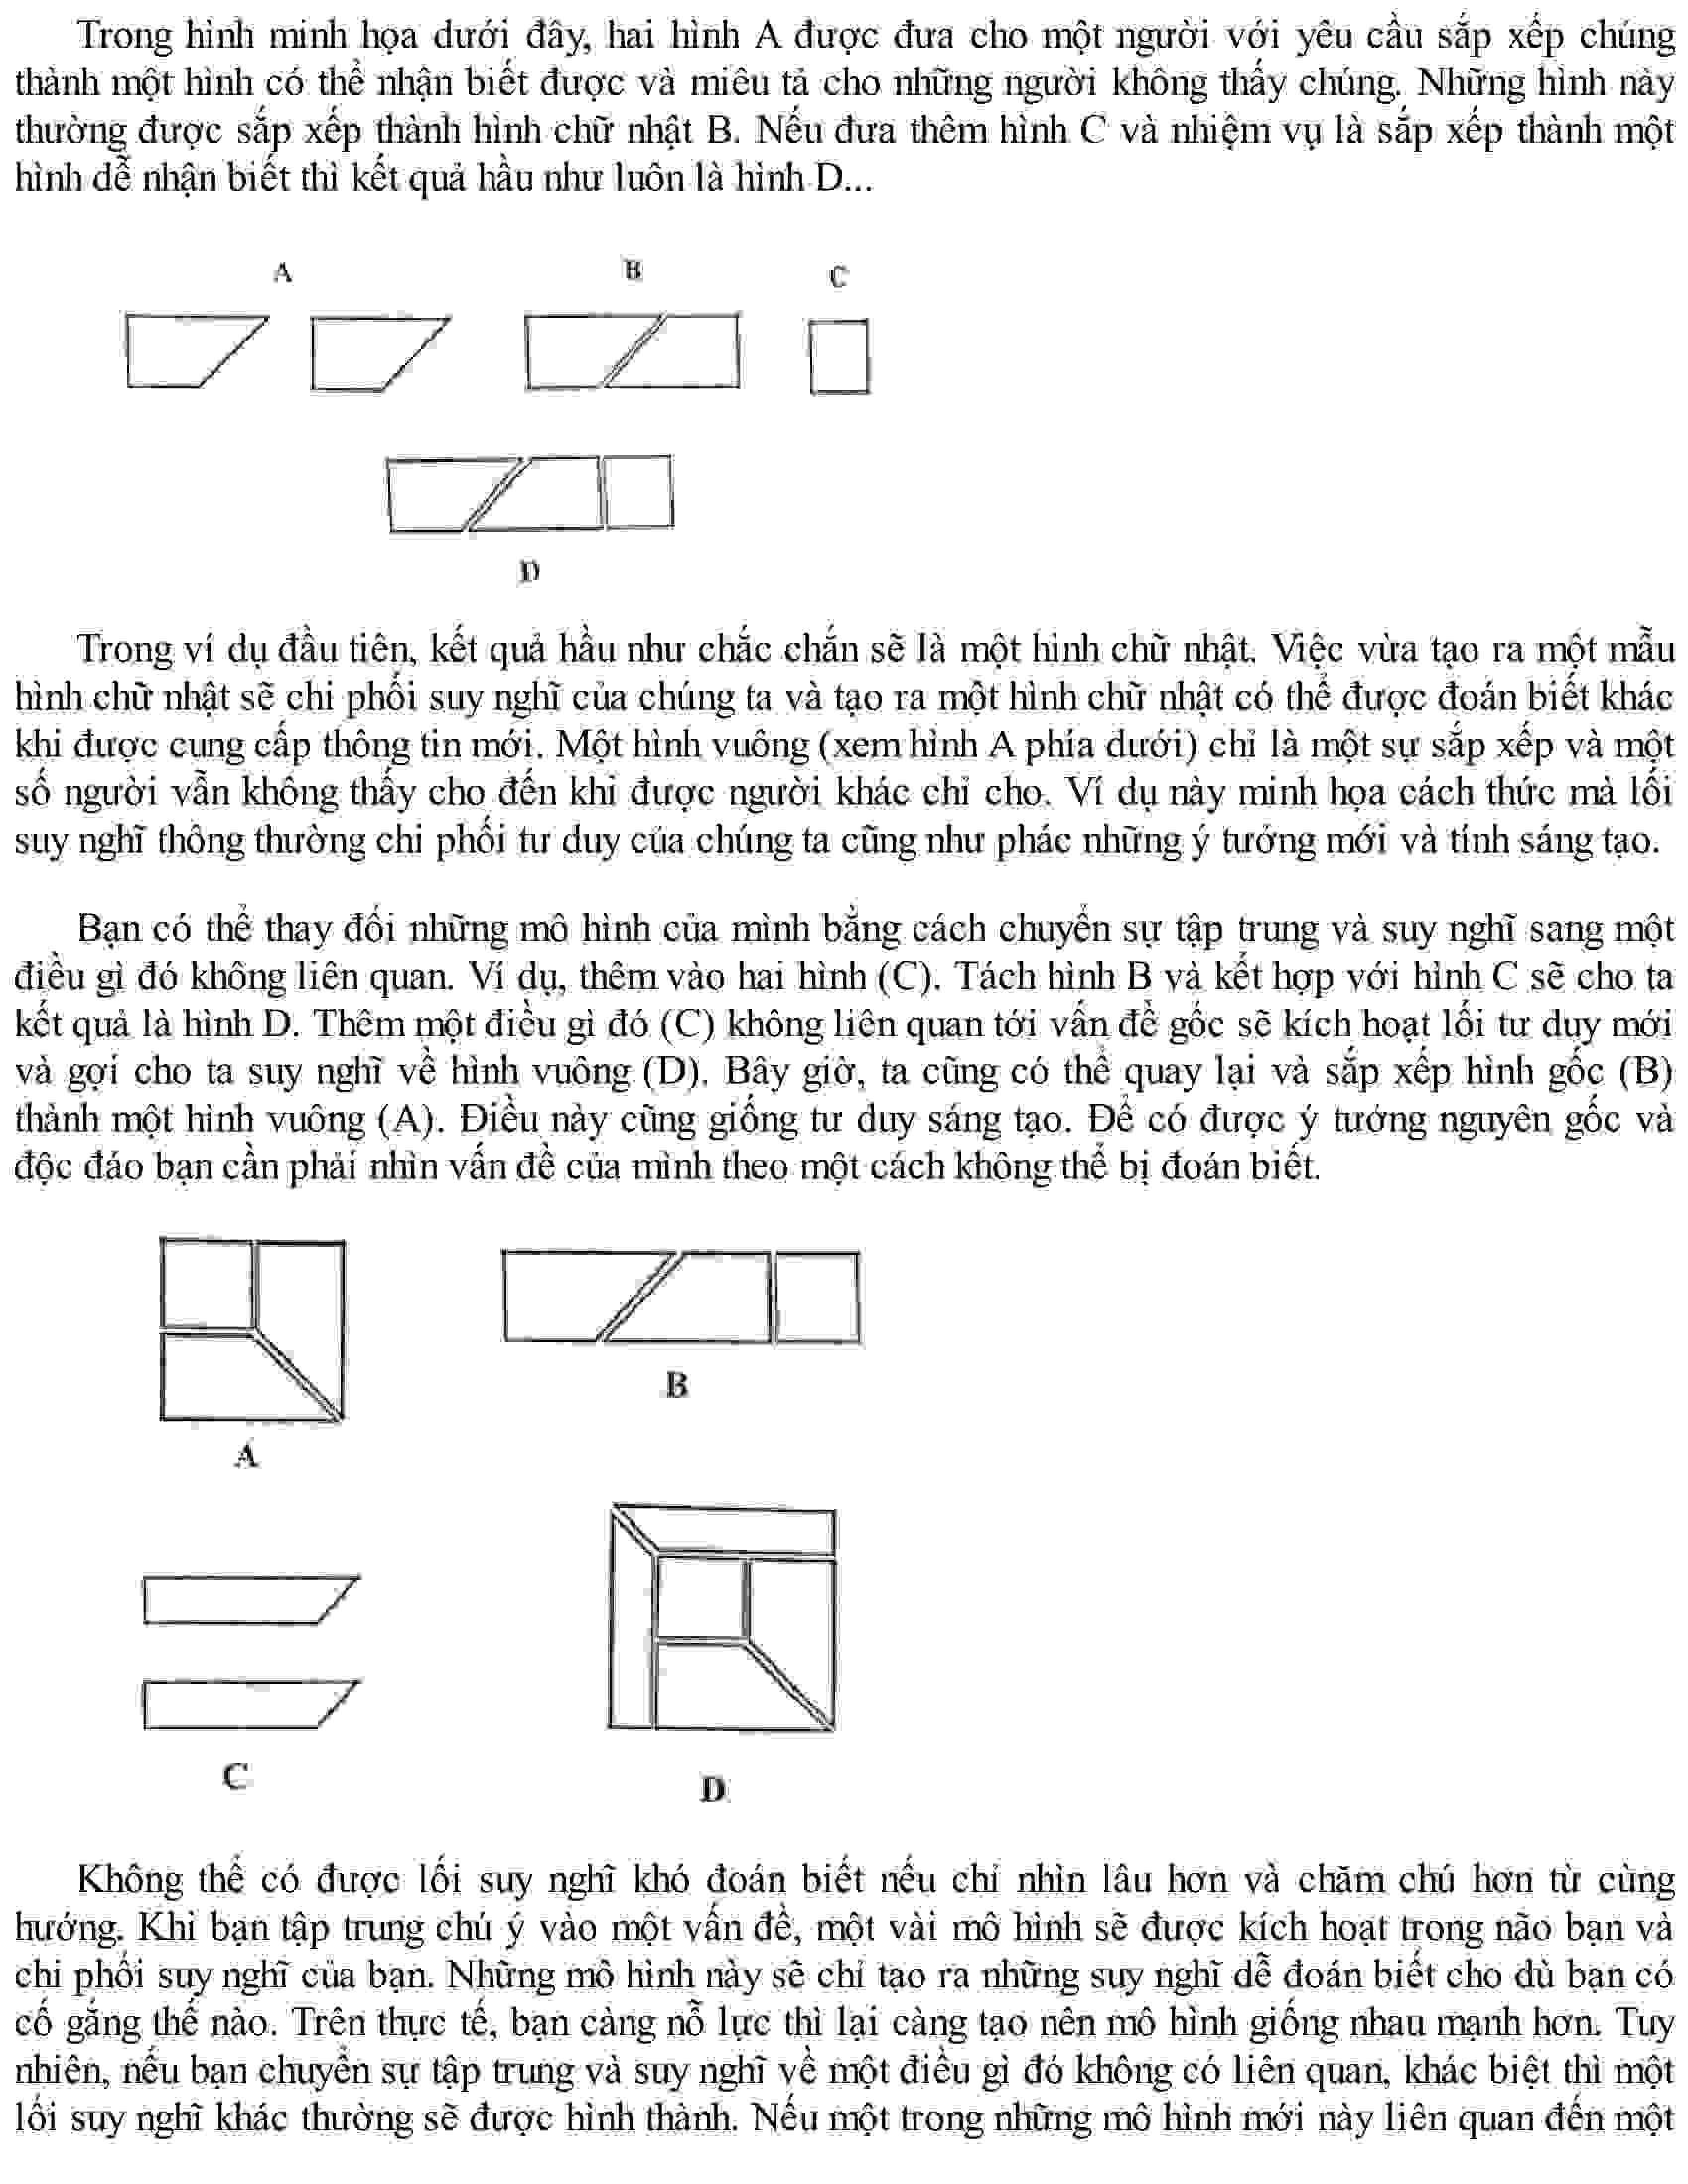 Trong hình minh họa dưới đây, hai hình A được đưa cho một người với yêu cầu sắp xếp chúng
thành một hình có thể nhận biết được và miêu tả cho những người không thấy chúng. Những hình này
thường được sắp xếp thành hình chữ nhật B. Nếu đưa thêm hình C và nhiệm vụ là sắp xếp thành một
hình dễ nhận biết thì kết quả hầu như luôn là hình D...
A
B
C
D
Trong ví dụ đầu tiên, kết quả hầu như chắc chắn sẽ là một hình chữ nhật. Việc vừa tạo ra một mẫu
hình chữ nhật sẽ chi phối suy nghĩ của chúng ta và tạo ra một hình chữ nhật có thể được đoán biết khác
khi được cung cấp thông tin mới. Một hình vuông (xem hình A phía dưới) chỉ là một sự sắp xếp và một
số người vẫn không thấy cho đến khi được người khác chỉ cho. Ví dụ này minh họa cách thức mà lối
suy nghĩ thông thường chi phối tư duy của chúng ta cũng như phác những ý tưởng mới và tính sáng tạo.
Bạn có thể thay đổi những mô hình của mình bằng cách chuyển sự tập trung và suy nghĩ sang một
điều gì đó không liên quan. Ví dụ, thêm vào hai hình (C). Tách hình B và kết hợp với hình C sẽ cho ta
kết quả là hình D. Thêm một điều gì đó (C) không liên quan tới vấn đề gốc sẽ kích hoạt lối tư duy mới
và gợi cho ta suy nghĩ về hình vuông (D). Bây giờ, ta cũng có thể quay lại và sắp xếp hình gốc (B)
thành một hình vuông (A). Điều này cũng giống tư duy sáng tạo. Để có được ý tưởng nguyên gốc và
độc đáo bạn cần phải nhìn vấn đề của mình theo một cách không thể bị đoán biết.
A
B
C
D
Không thể có được lối suy nghĩ khó đoán biết nếu chỉ nhìn lâu hơn và chăm chú hơn từ cùng
hướng. Khi bạn tập trung chú ý vào một vấn đề, một vài mô hình sẽ được kích hoạt trong não bạn và
chi phối suy nghĩ của bạn. Những mô hình này sẽ chỉ tạo ra những suy nghĩ dễ đoán biết cho dù bạn có
cố gắng thế nào. Trên thực tế, bạn càng nỗ lực thì lại càng tạo nên mô hình giống nhau mạnh hơn. Tuy
nhiên, nếu bạn chuyển sự tập trung và suy nghĩ về một điều gì đó không có liên quan, khác biệt thì một
lối suy nghĩ khác thường sẽ được hình thành. Nếu một trong những mô hình mới này liên quan đến một